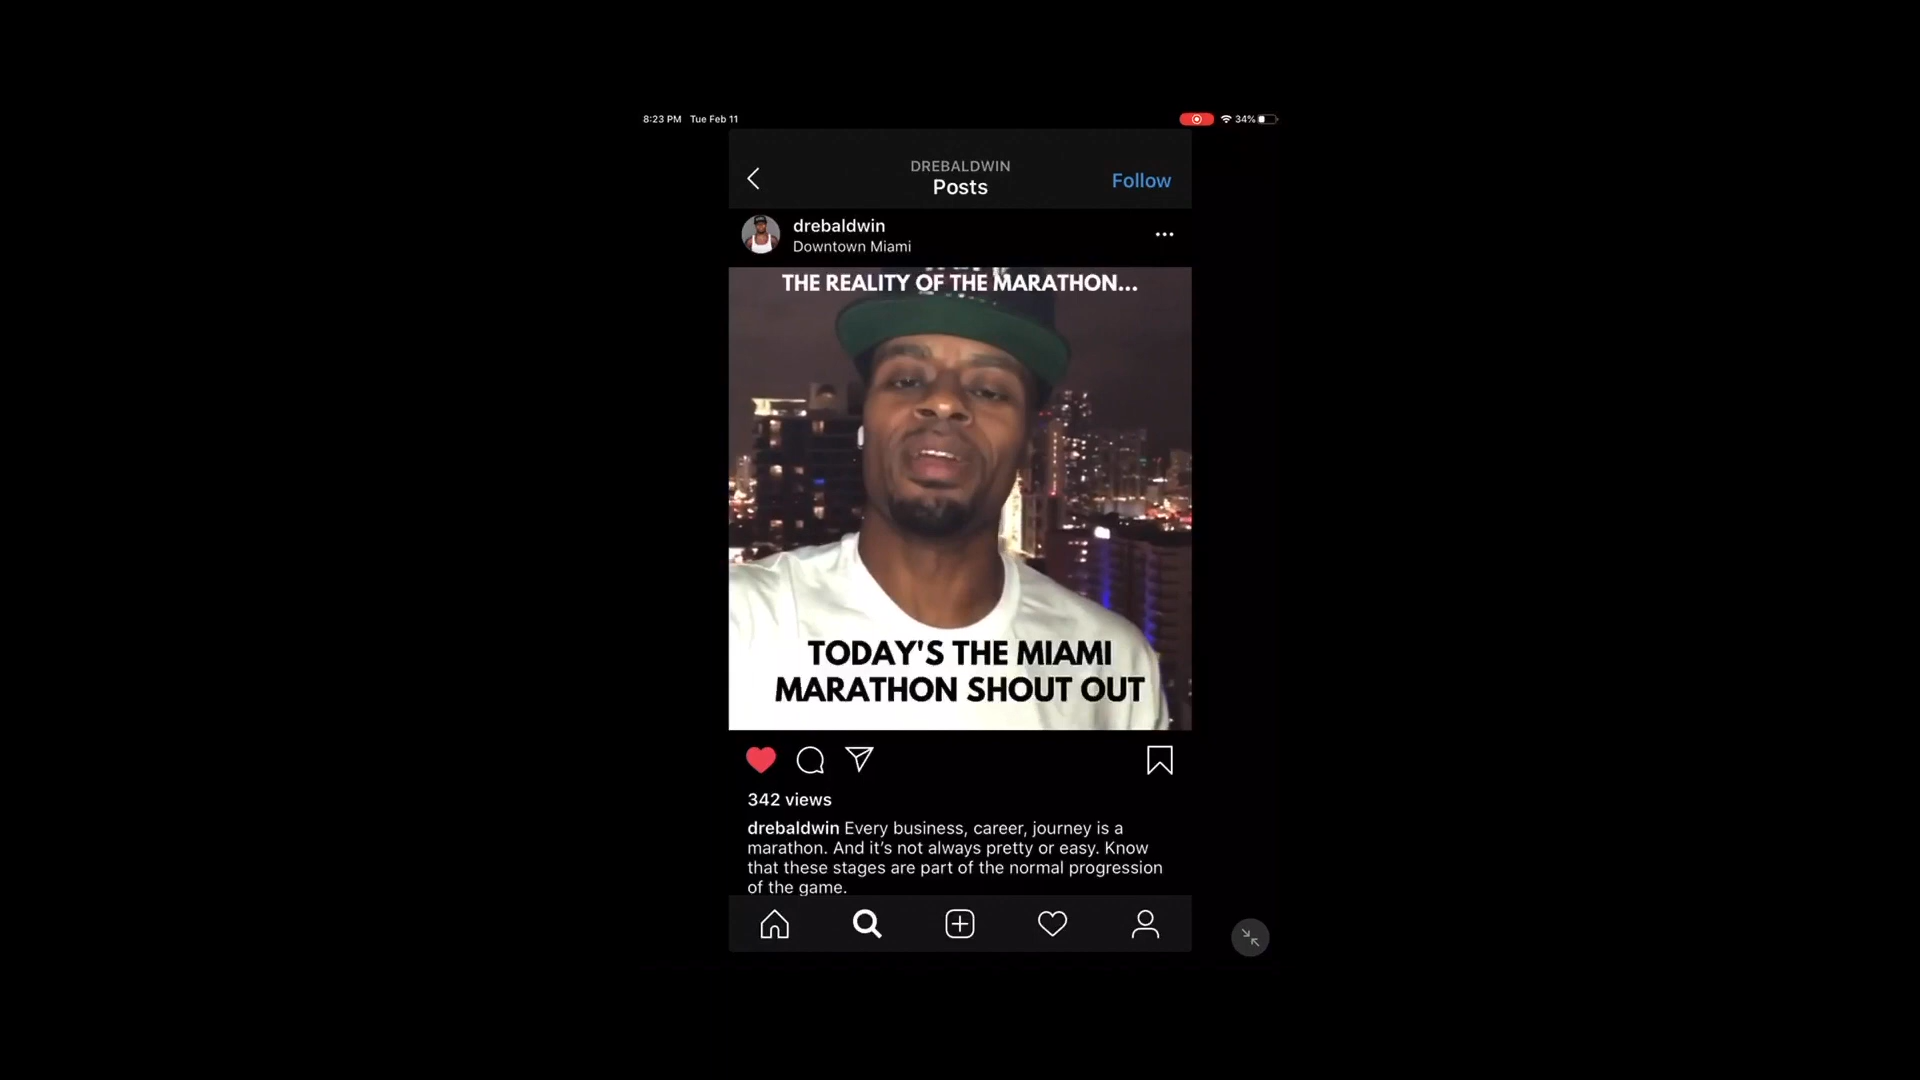 8:23 PM Tue Feb 11
34%
DREBALDWIN
Posts
Follow
drebaldwin
Downtown Miami
THE REALITY OF THE MARATHON...
TODAY'S THE MIAMI
MARATHON SHOUT OUT
342 views
drebaldwin Every business, career, journey is a
marathon. And it’s not always pretty or easy. Know
that these stages are part of the normal progression
of the game.